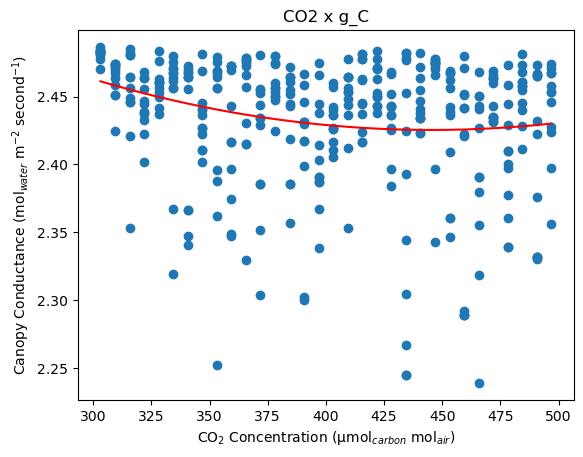 CO2 x g_C
Canopy Conductance (mol_water m⁻² second⁻¹)
2.45
2.40
2.35
2.30
2.25
300 325 350 375 400 425 450 475 500
CO₂ Concentration (μmol_carbon mol_air)